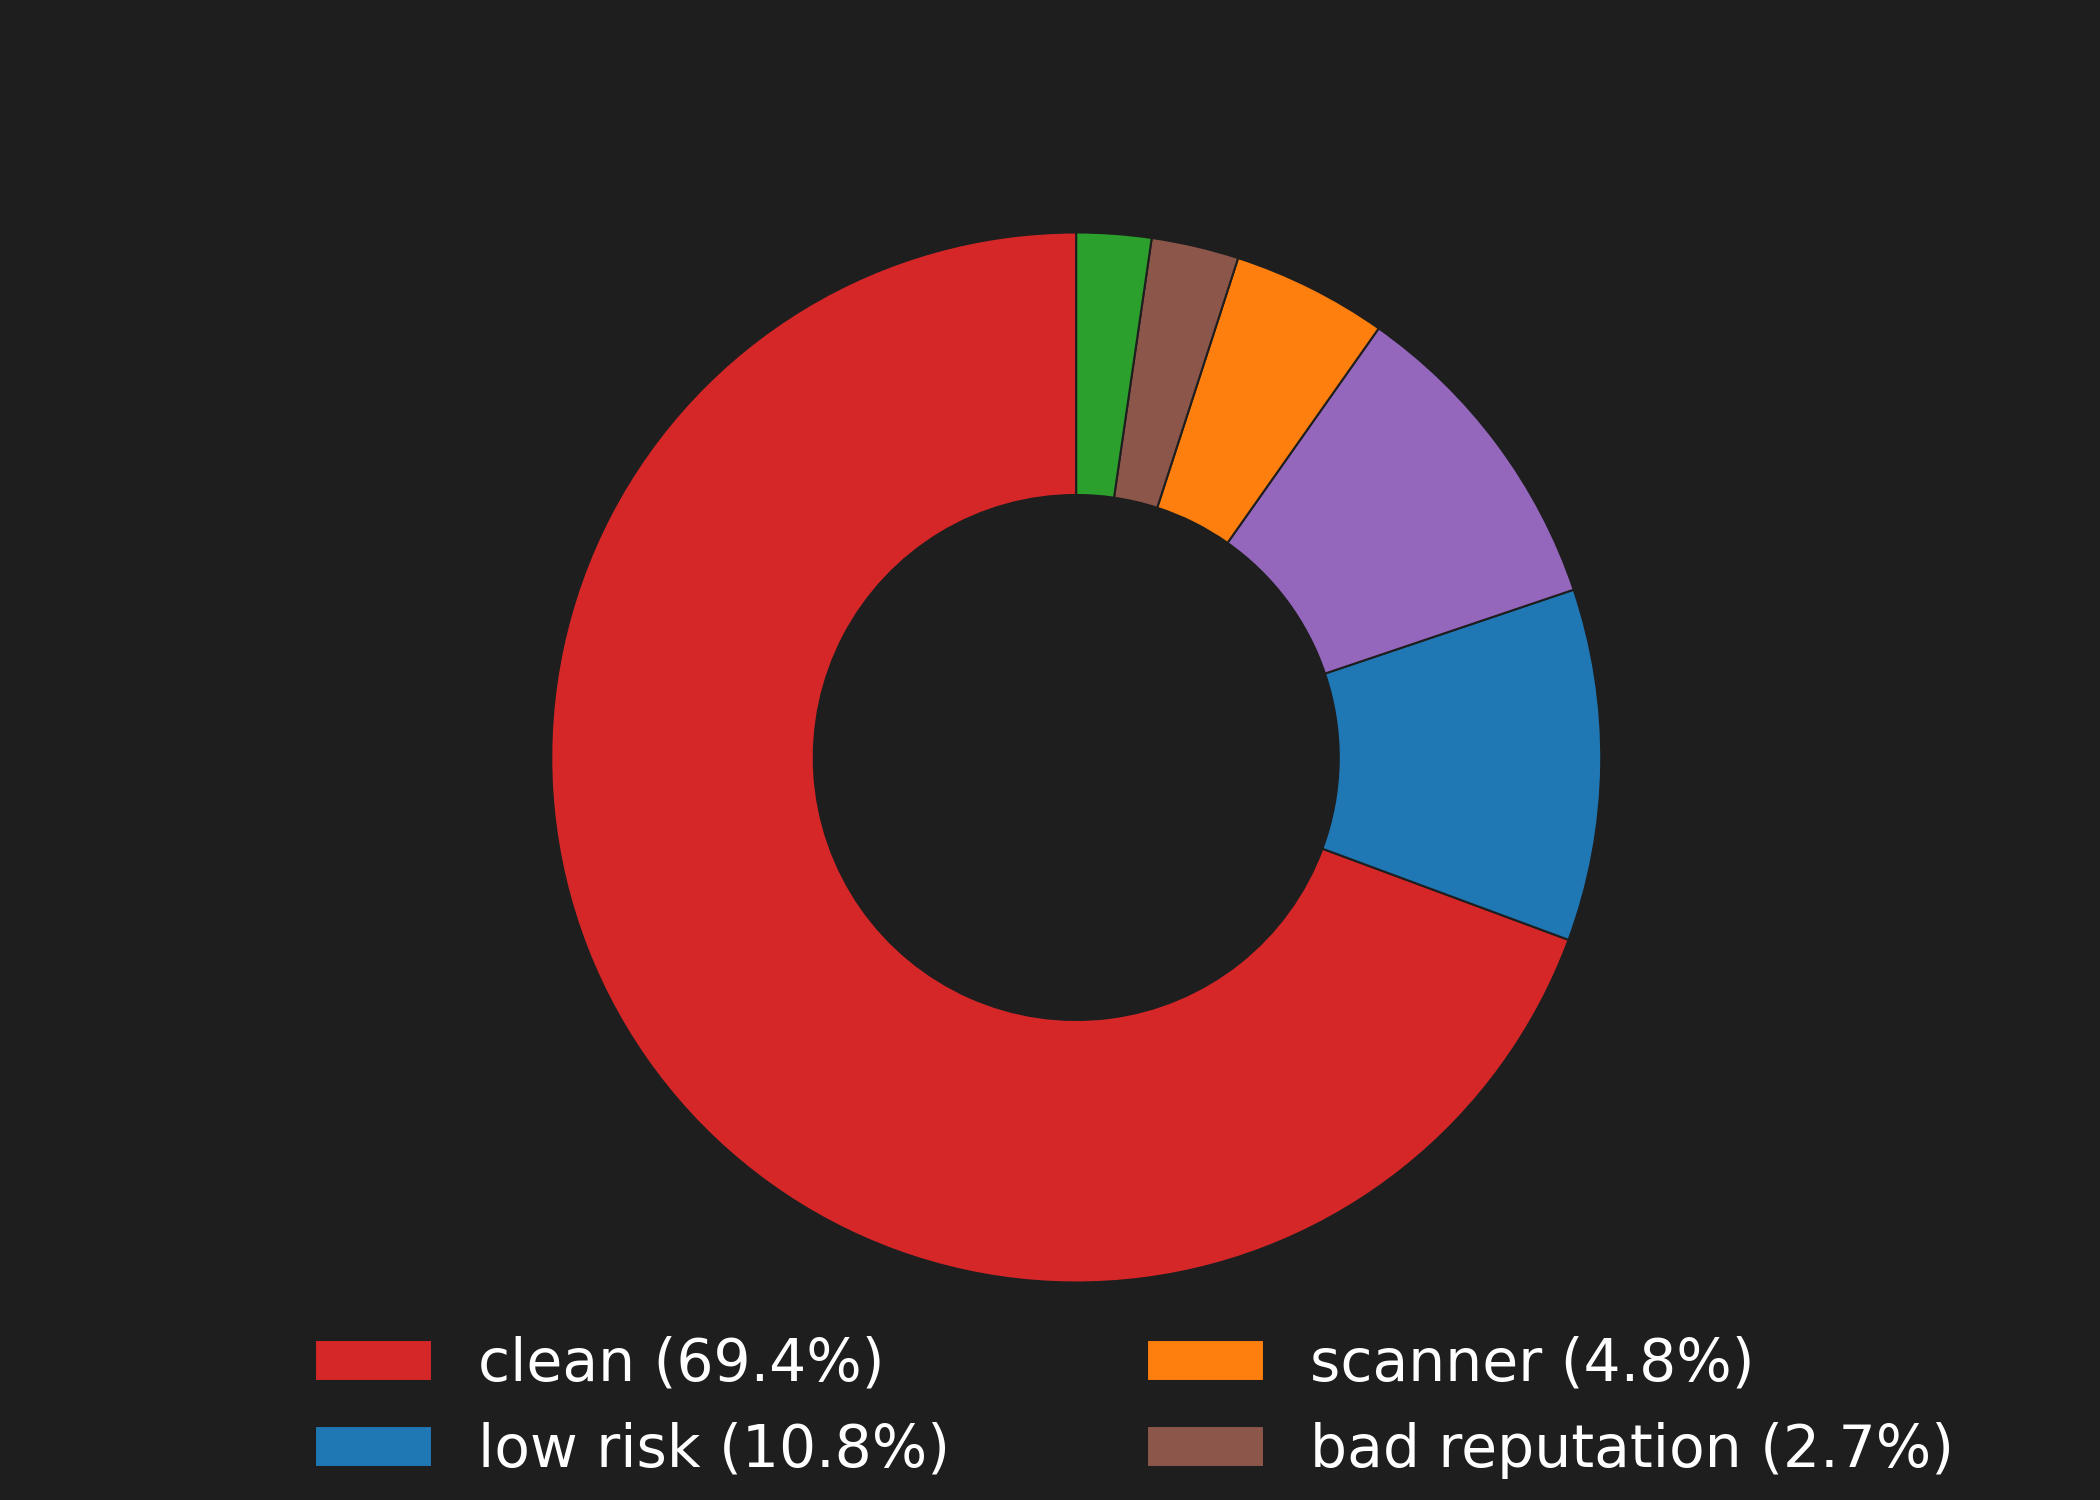 clean (69.4%)
low risk (10.8%)
scanner (4.8%)
bad reputation (2.7%)